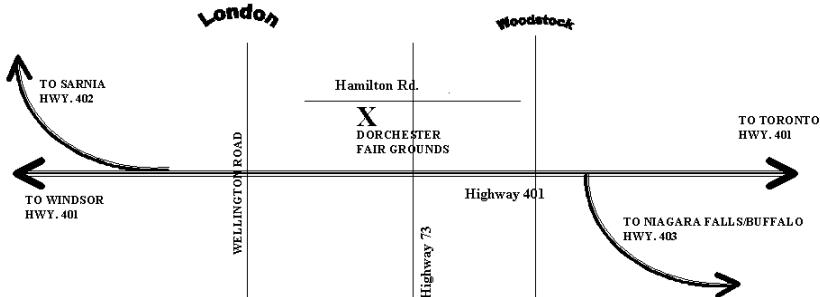 London
Woodstock
Hamilton Rd.
TO SARNIA
HWY. 402
X
DORCHESTER
FAIR GROUNDS
TO TORONTO
HWY. 401
WELLINGTON ROAD
Highway 401
TO WINDSOR
HWY. 401
TO NIAGARA FALLS/BUFFALO
HWY. 403
Highway 73